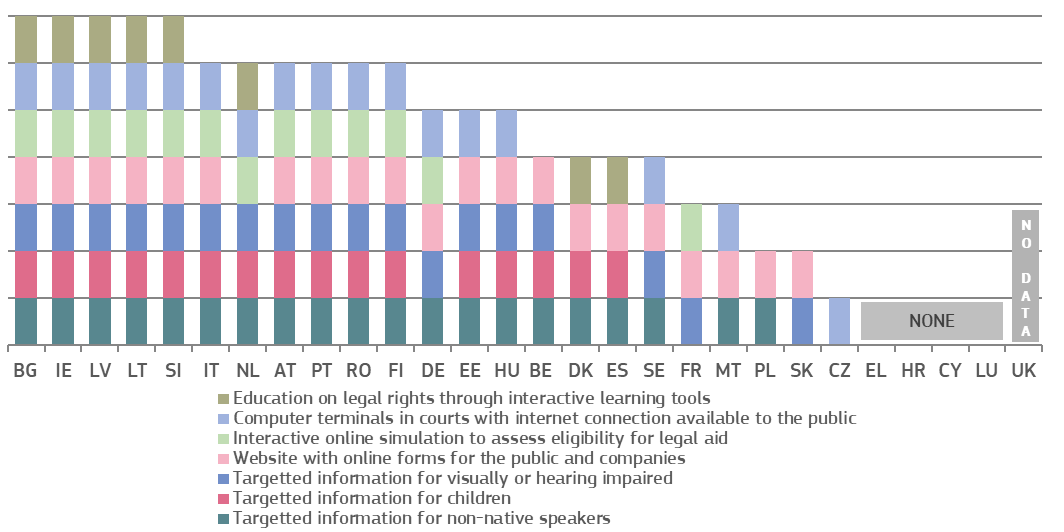 NO DATA
NONE
BG IE LV LT SI IT NL AT PT RO FI DE EE HU BE DK ES SE FR MT PL SK CZ EL HR CY LU UK
Education on legal rights through interactive learning tools
Computer terminals in courts with internet connection available to the public
Interactive online simulation to assess eligibility for legal aid
Website with online forms for the public and companies
Targetted information for visually or hearing impaired
Targetted information for children
Targetted information for non-native speakers